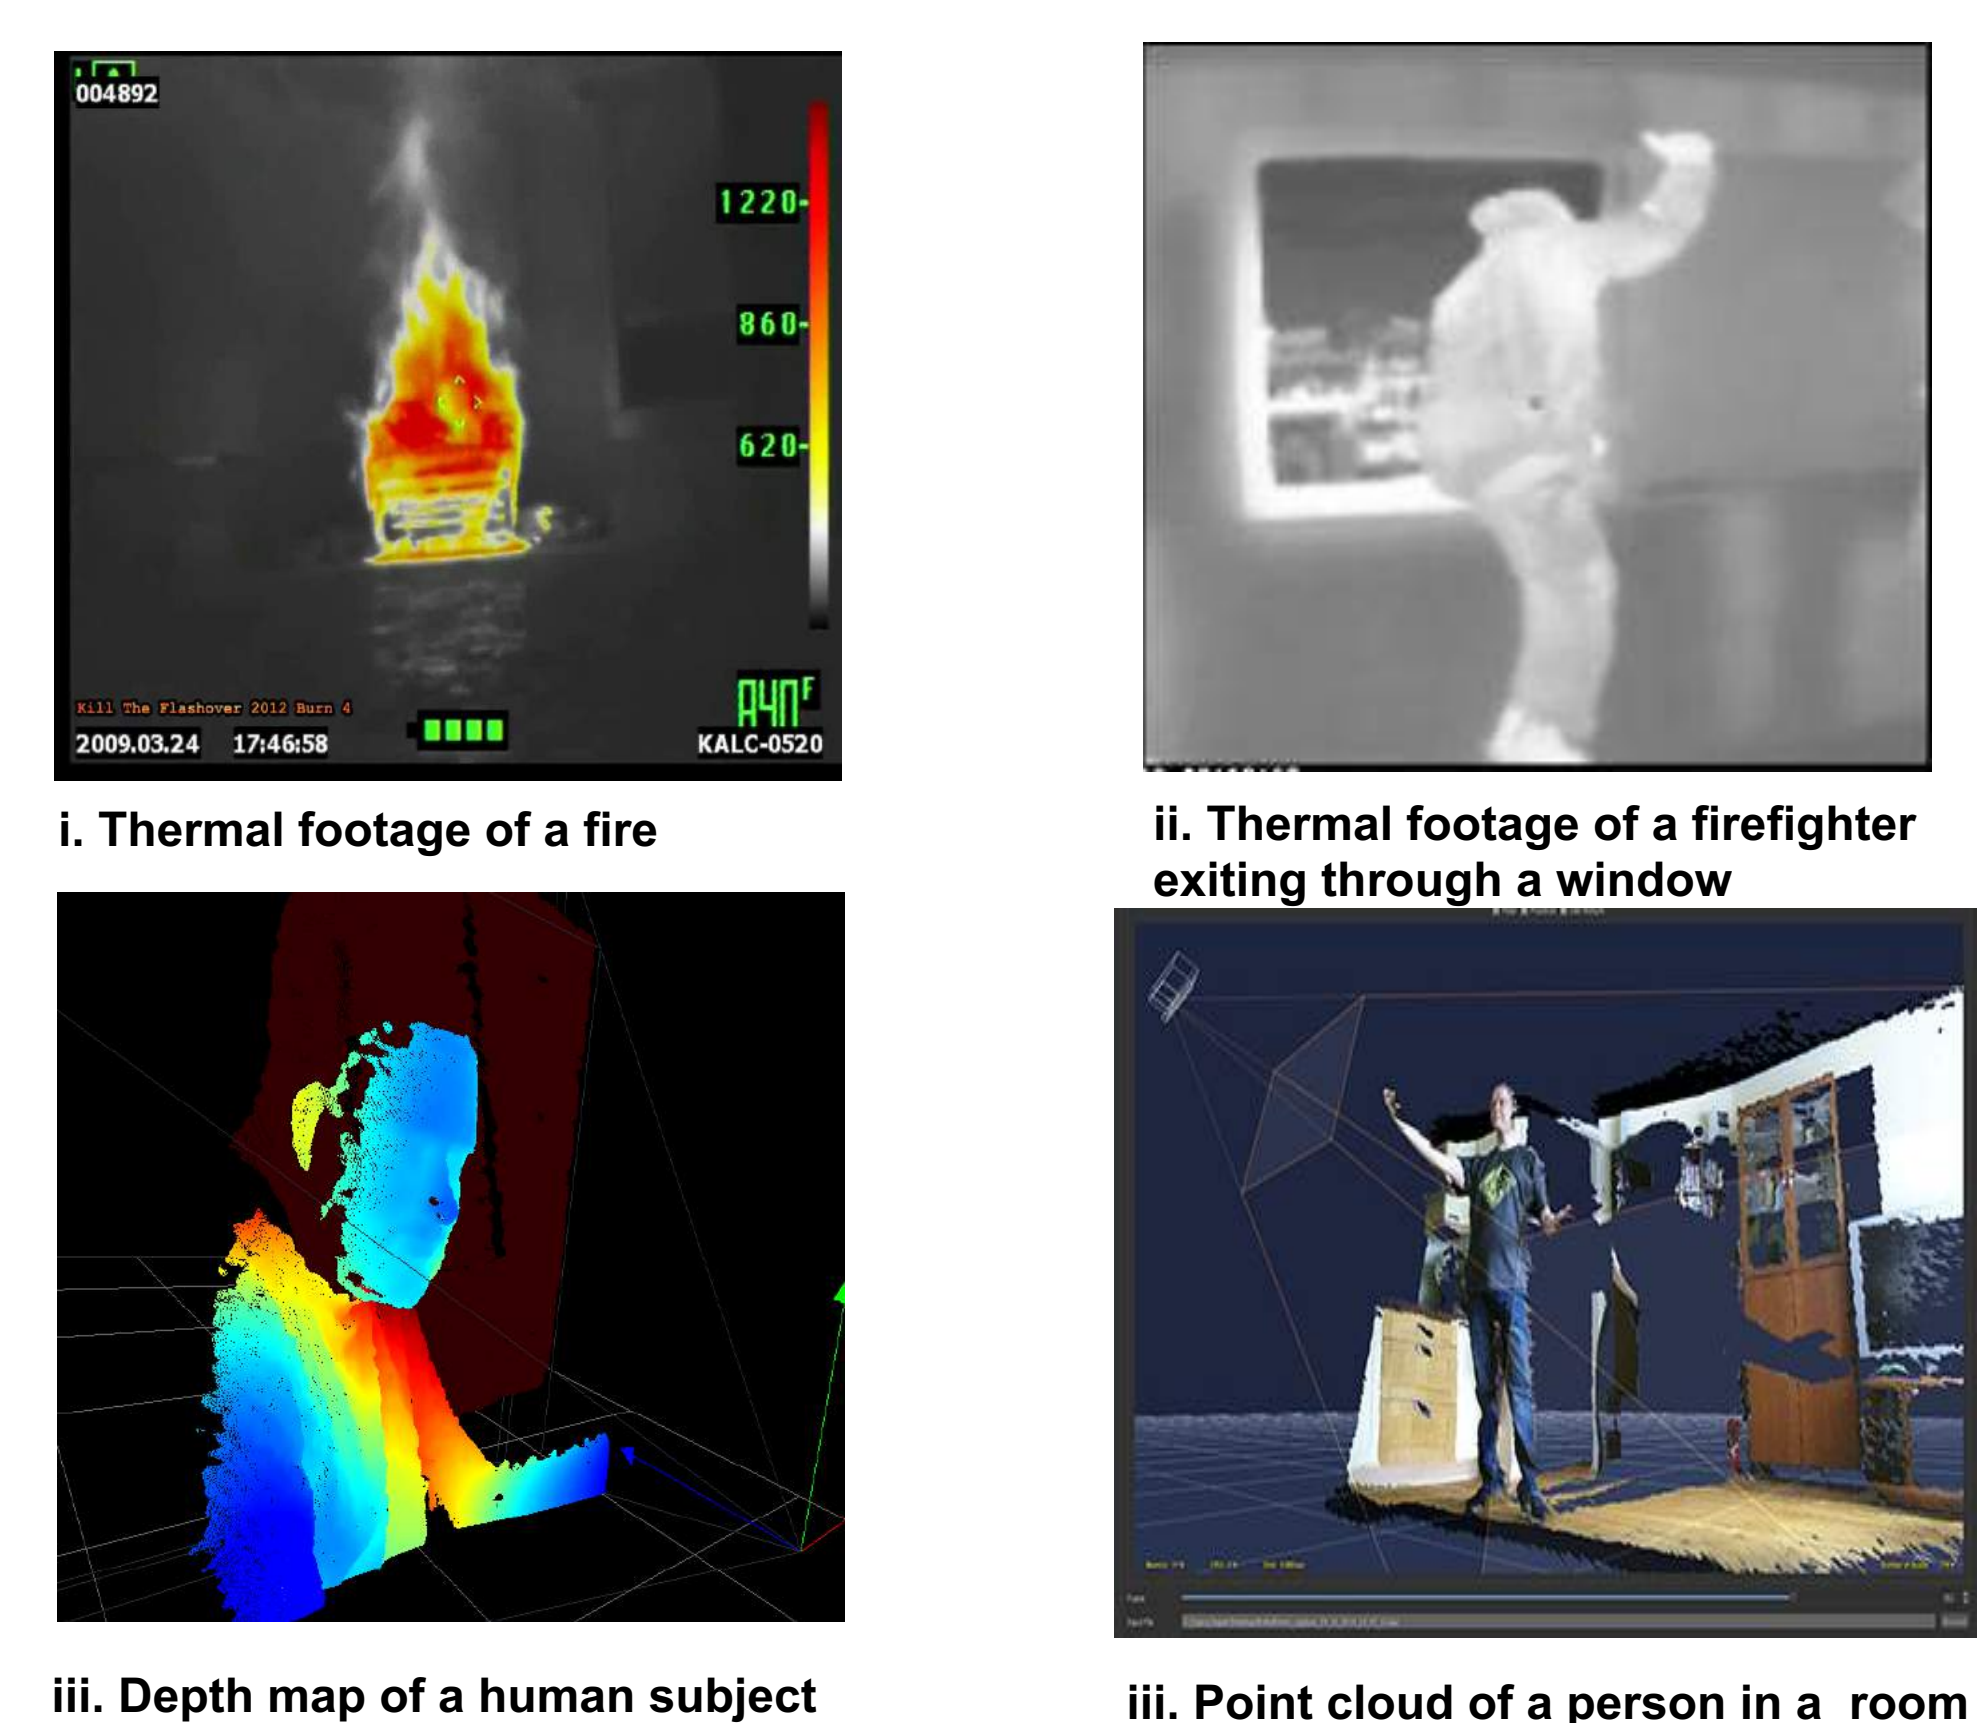 004892
1220-
860-
620-
Kill The Flashover 2012 Burn 4
2009.03.24 17:46:58
F
KALC-0520
i. Thermal footage of a fire
ii. Thermal footage of a firefighter
exiting through a window
iii. Depth map of a human subject
iii. Point cloud of a person in a room